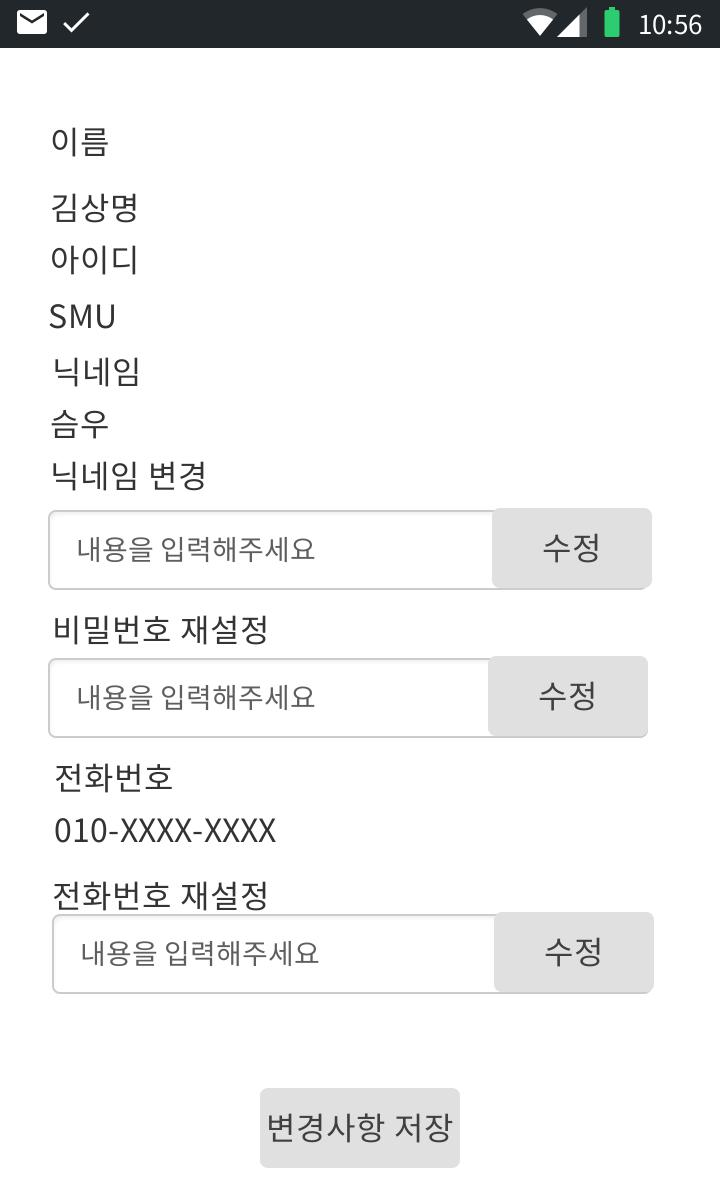 10:56
이름
김상명
아이디
SMU
닉네임
슴우
닉네임 변경
내용을 입력해주세요 수정
비밀번호 재설정
내용을 입력해주세요 수정
전화번호
010-XXXX-XXXX
전화번호 재설정
내용을 입력해주세요 수정
변경사항 저장